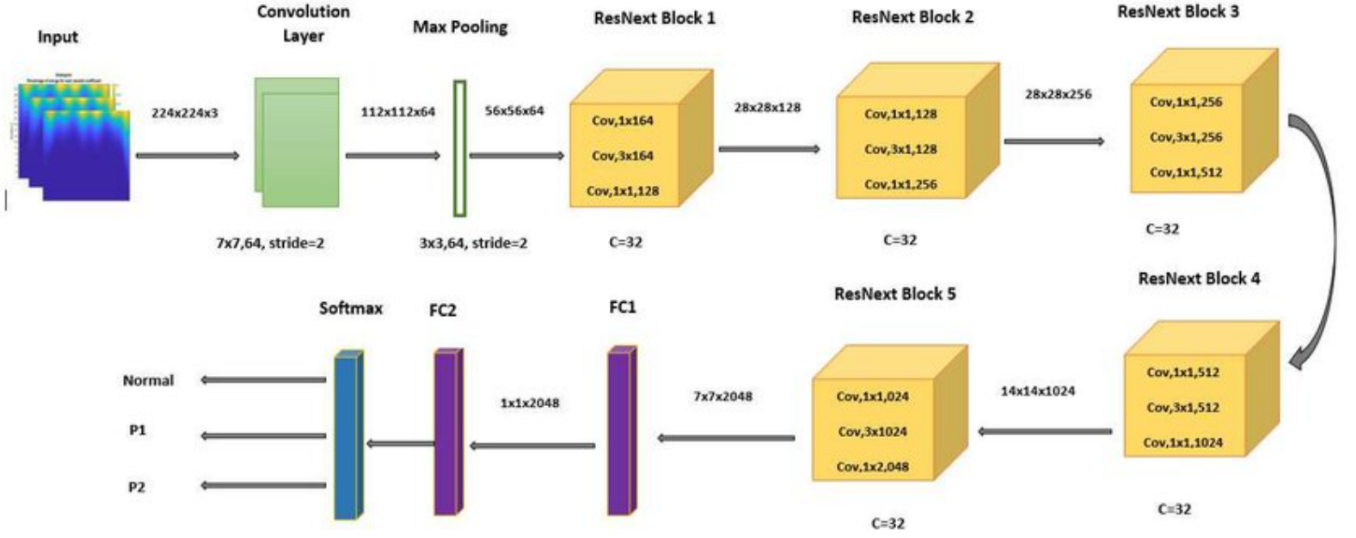 Input
224x224x3
Convolution
Layer
7x7,64, stride=2
112x112x64
Max Pooling
3x3,64, stride=2
56x56x64
ResNext Block 1
Cov,1x164
Cov,3x164
Cov,1x1,128
C=32
28x28x128
ResNext Block 2
Cov,1x1,128
Cov,3x1,128
Cov,1x1,256
C=32
28x28x256
ResNext Block 3
Cov,1x1,256
Cov,3x1,256
Cov,1x1,512
C=32
ResNext Block 4
Cov,1x1,512
Cov,3x1,512
Cov,1x1,1024
C=32
14x14x1024
ResNext Block 5
Cov,1x1,024
Cov,3x1024
Cov,1x2,048
C=32
7x7x2048
FC1
1x1x2048
FC2
Softmax
Normal
P1
P2